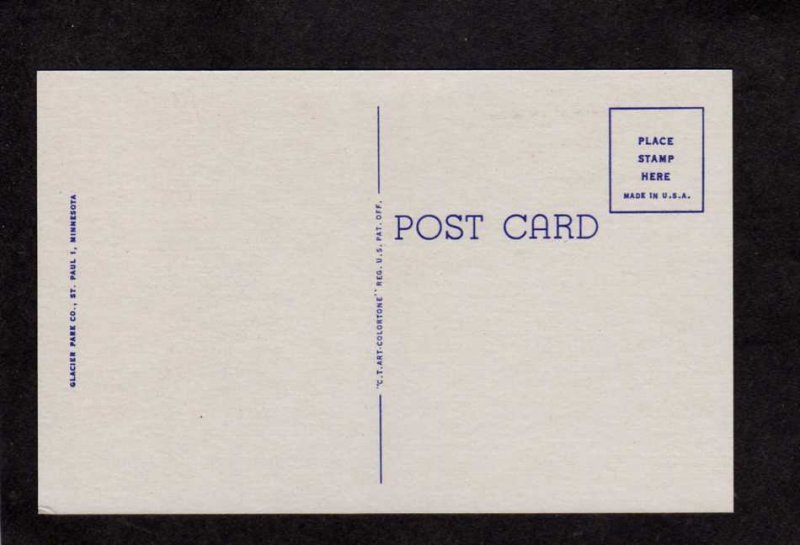 GLACIER PARK CO., ST. PAUL 1, MINNESOTA
"C.T. ART-COLORTONE" REG. U.S. PAT. OFF.
POST CARD
PLACE
STAMP
HERE
MADE IN U.S.A.